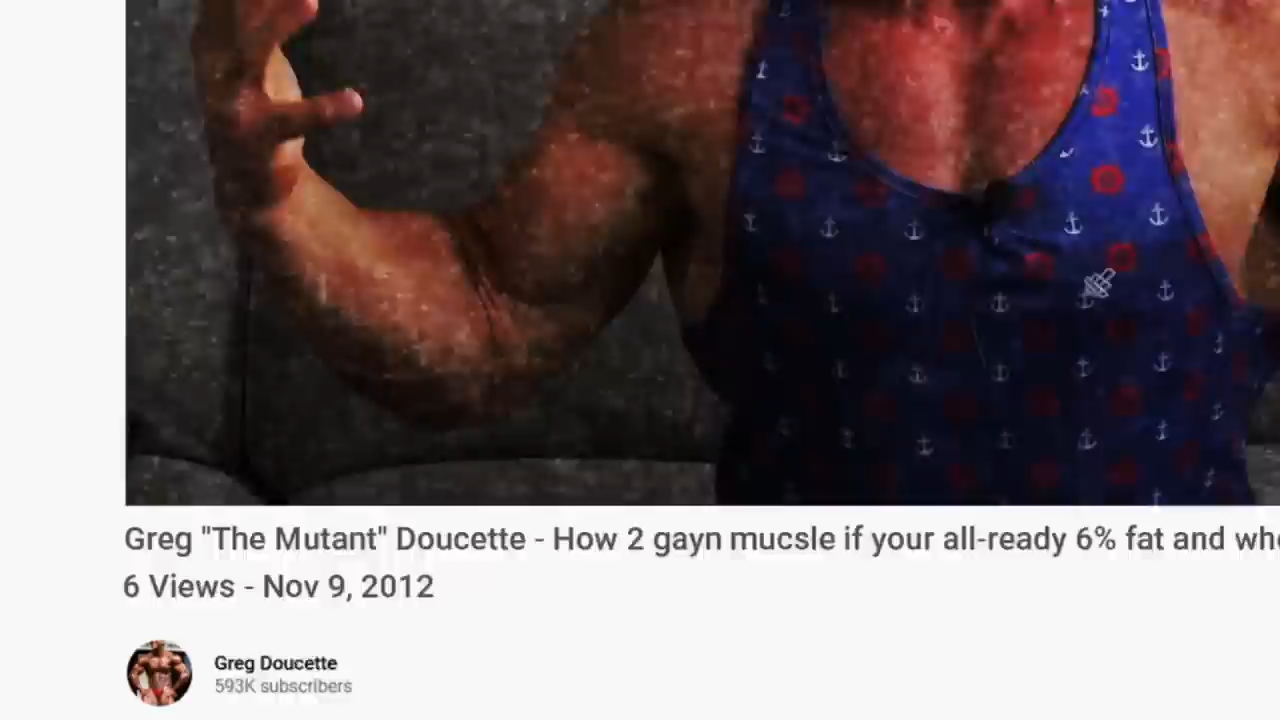 Greg "The Mutant" Doucette - How 2 gayn mucsle if your all-ready 6% fat and
6 Views - Nov 9, 2012
Greg Doucette
593K subscribers